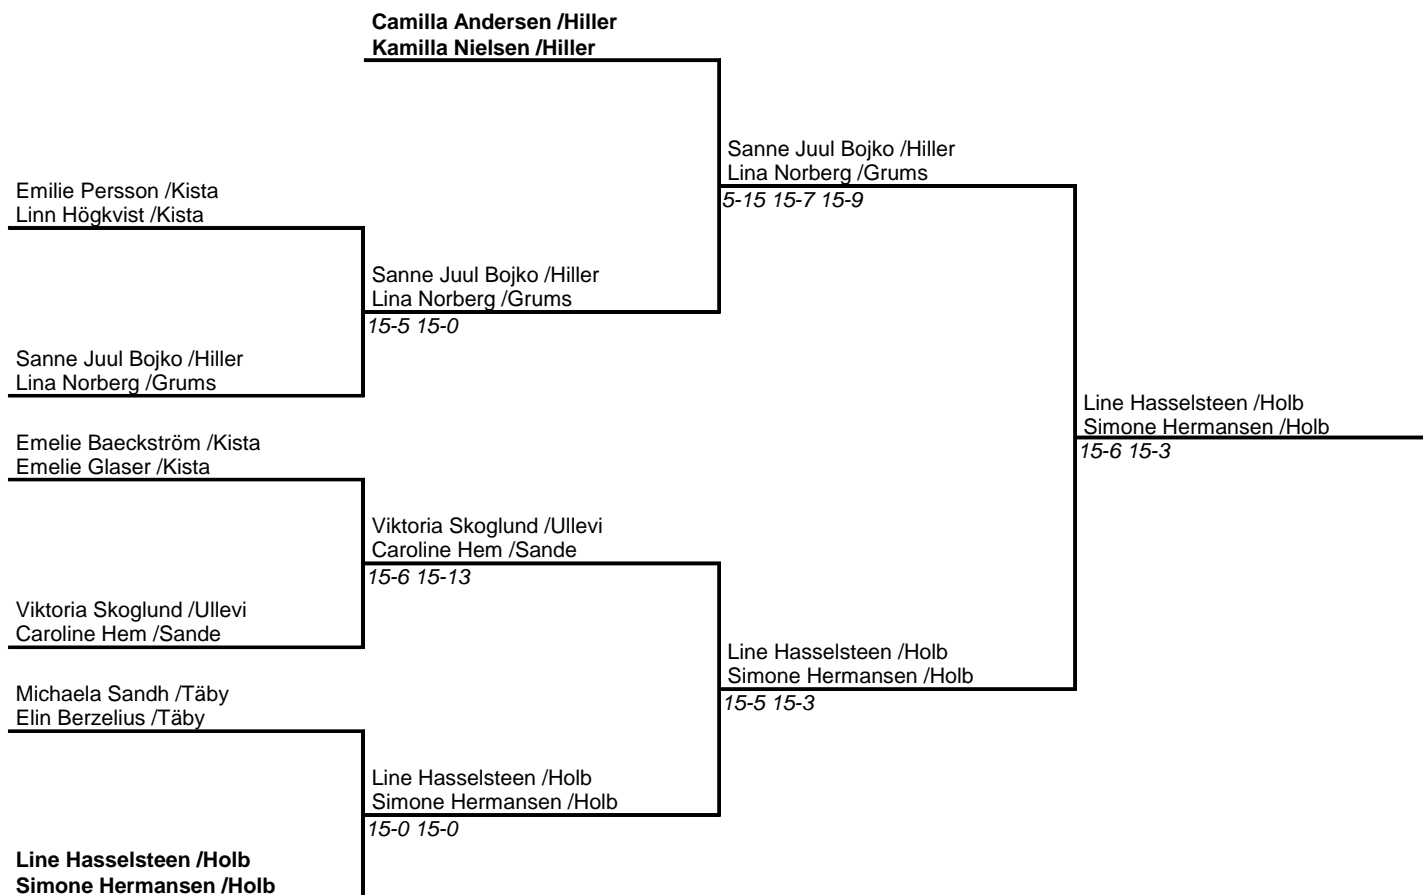 Camilla Andersen /Hiller
Kamilla Nielsen /Hiller
Sanne Juul Bojko /Hiller
Lina Norberg /Grums
5-15 15-7 15-9
Emilie Persson /Kista
Linn Högkvist /Kista
Sanne Juul Bojko /Hiller
Lina Norberg /Grums
15-5 15-0
Sanne Juul Bojko /Hiller
Lina Norberg /Grums
Line Hasselsteen /Holb
Simone Hermansen /Holb
15-6 15-3
Emelie Baeckström /Kista
Emelie Glaser /Kista
Viktoria Skoglund /Ullevi
Caroline Hem /Sande
15-6 15-13
Viktoria Skoglund /Ullevi
Caroline Hem /Sande
Line Hasselsteen /Holb
Simone Hermansen /Holb
15-5 15-3
Michaela Sandh /Täby
Elin Berzelius /Täby
Line Hasselsteen /Holb
Simone Hermansen /Holb
15-0 15-0
Line Hasselsteen /Holb
Simone Hermansen /Holb